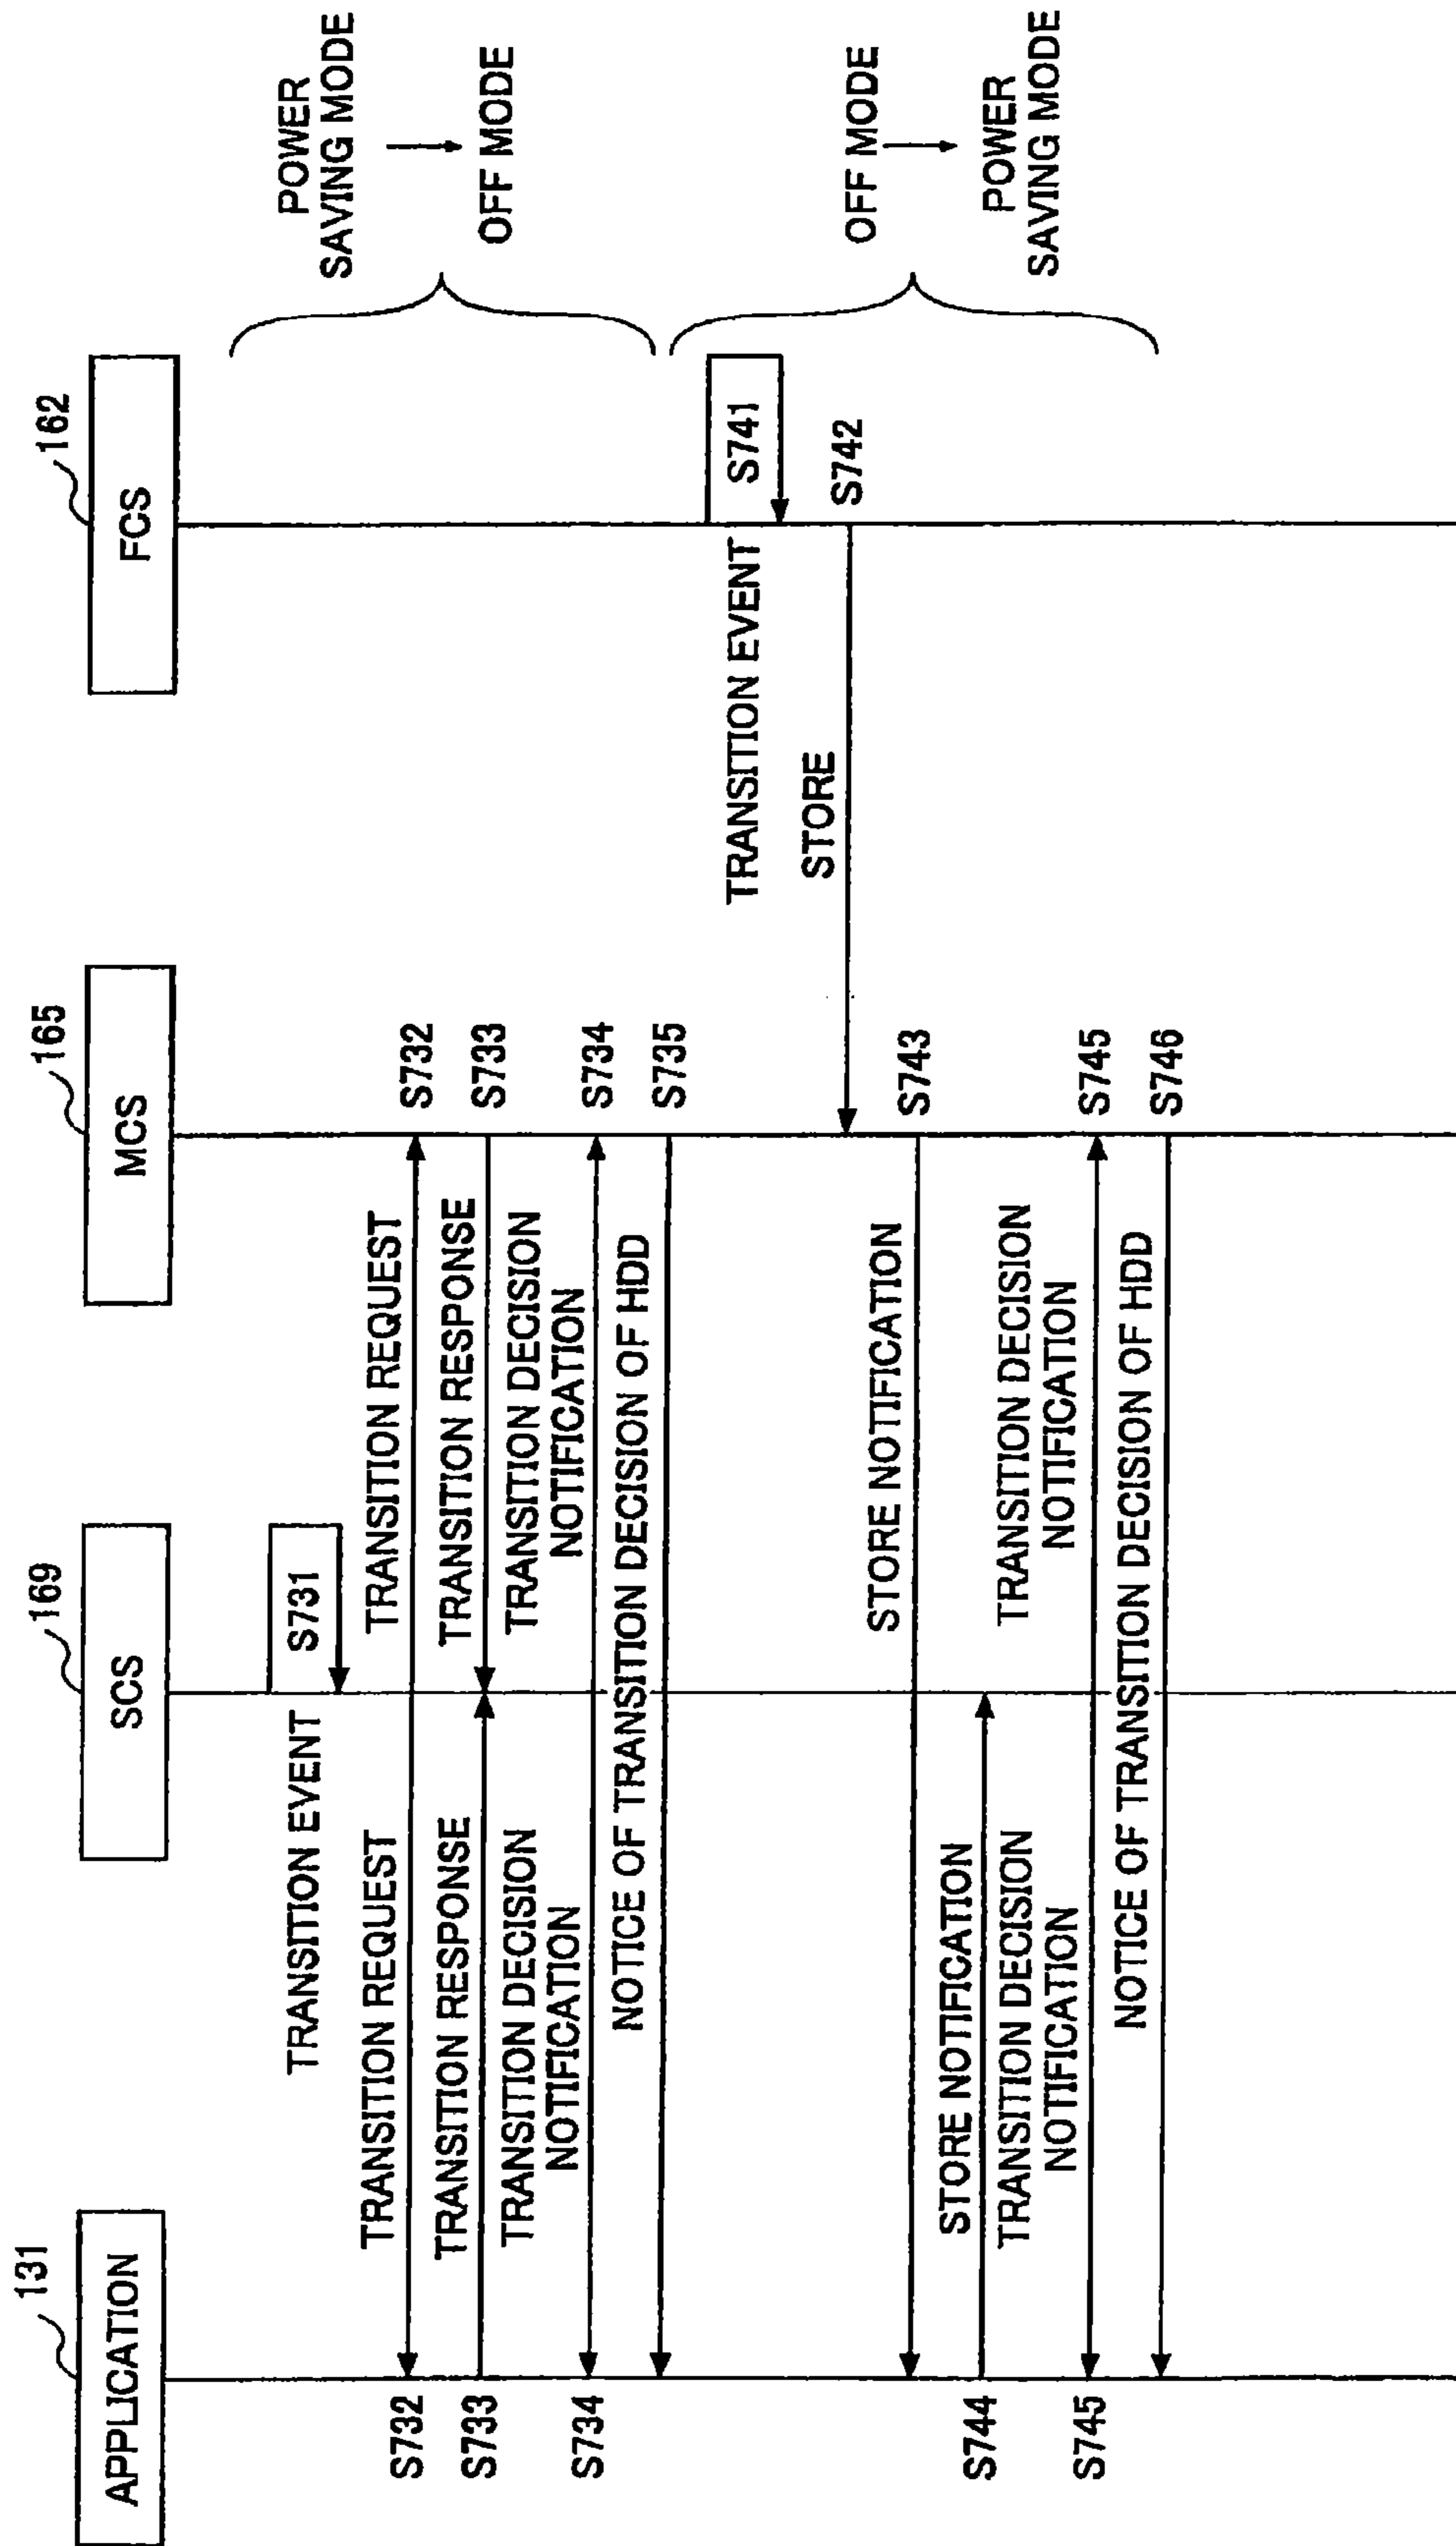 131
APPLICATION
169
SCS
165
MCS
162
FCS
POWER
SAVING MODE
OFF MODE
TRANSITION EVENT
S731
S732
TRANSITION REQUEST
TRANSITION REQUEST
S732
S733
TRANSITION RESPONSE
TRANSITION RESPONSE
S733
S734
TRANSITION DECISION
NOTIFICATION
TRANSITION DECISION
NOTIFICATION
S734
NOTICE OF TRANSITION DECISION OF HDD
S735
OFF MODE
POWER
SAVING MODE
TRANSITION EVENT
S741
STORE
S742
STORE NOTIFICATION
S743
S744
STORE NOTIFICATION
S745
TRANSITION DECISION
NOTIFICATION
TRANSITION DECISION
NOTIFICATION
S745
NOTICE OF TRANSITION DECISION OF HDD
S746